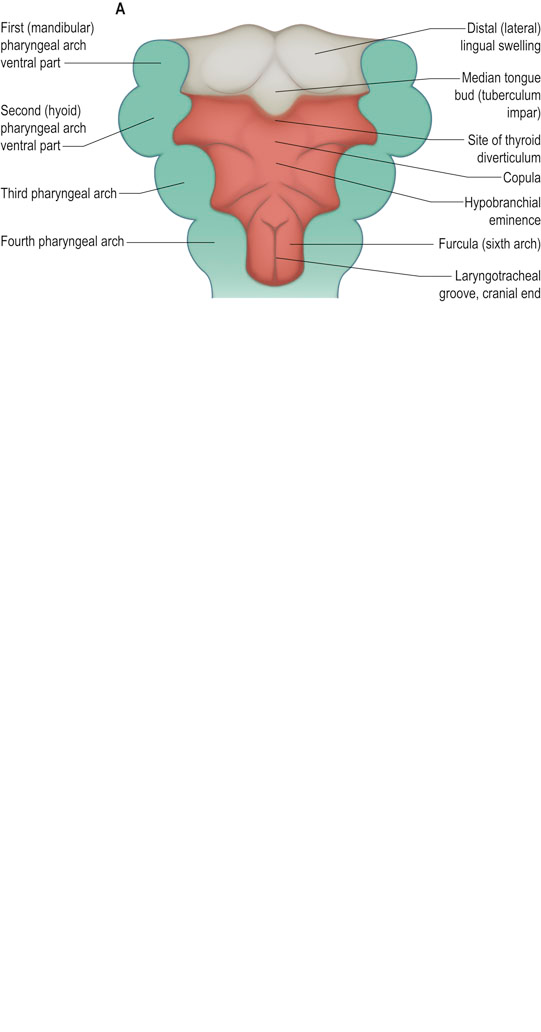 A
First (mandibular)
pharyngeal arch
ventral part
Second (hyoid)
pharyngeal arch
ventral part
Third pharyngeal arch
Fourth pharyngeal arch
Distal (lateral)
lingual swelling
Median tongue
bud (tuberculum
impar)
Site of thyroid
diverticulum
Copula
Hypobranchial
eminence
Furcula (sixth arch)
Laryngotracheal
groove, cranial end